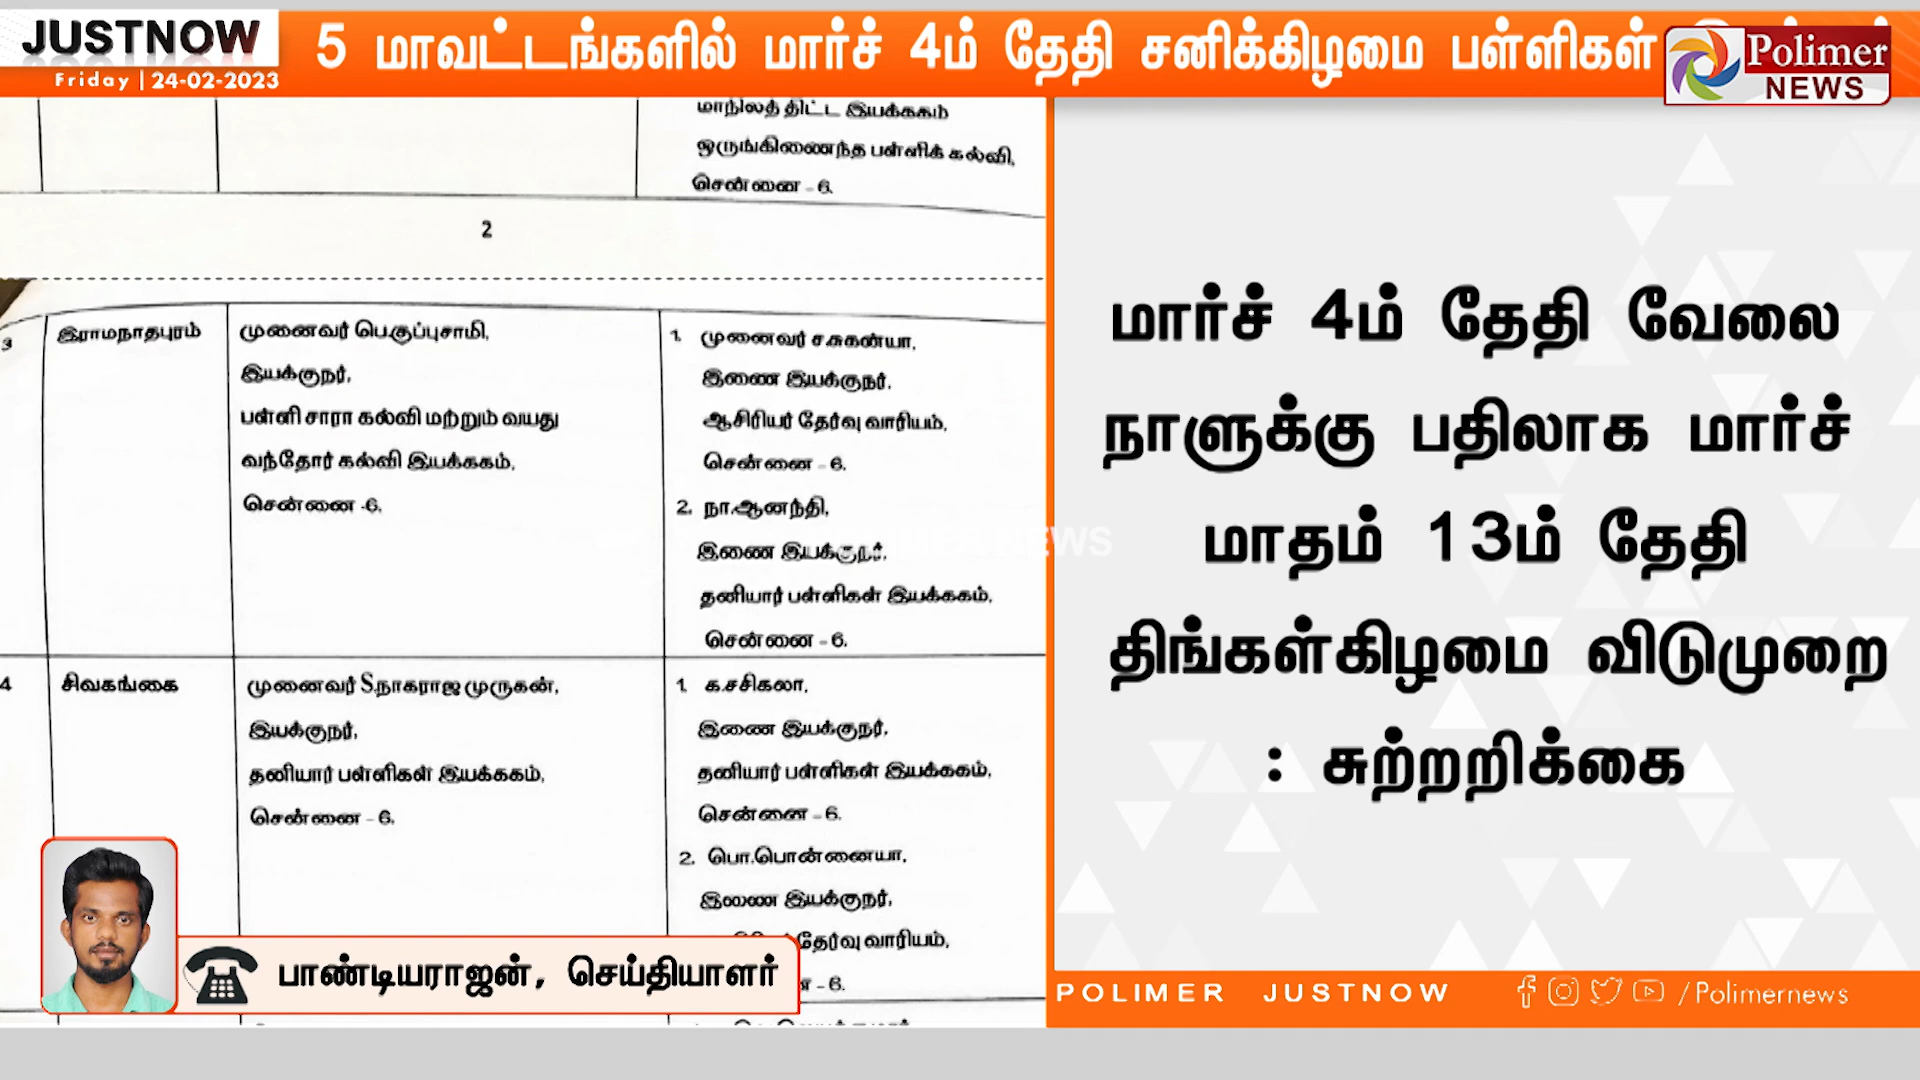 JUSTNOW
Friday | 24-02-2023
5 மாவட்டங்களில் மார்ச் 4ம் தேதி சனிக்கிழமை பள்ளிகள்
Polimer
NEWS
மாநிலத் திட்ட இயக்ககம்
ஒருங்கிணைந்த பள்ளிக் கல்வி,
சென்னை - 6.
2
3
இராமநாதபுரம்
முனைவர் பெ.குப்புசாமி,
இயக்குநர்,
பள்ளி சாரா கல்வி மற்றும் வயது
வந்தோர் கல்வி இயக்ககம்,
சென்னை -6.
1. முனைவர் ச.சுகன்யா,
இணை இயக்குநர்,
ஆசிரியர் தேர்வு வாரியம்,
சென்னை - 6.
2. நா.ஆனந்தி,
இணை இயக்குநர்,
தனியார் பள்ளிகள் இயக்ககம்,
சென்னை - 6.
4
சிவகங்கை
முனைவர் S.நாகராஜ முருகன்,
இயக்குநர்,
தனியார் பள்ளிகள் இயக்ககம்,
சென்னை - 6.
1. க.சசிகலா,
இணை இயக்குநர்,
தனியார் பள்ளிகள் இயக்ககம்,
சென்னை - 6.
2. பொ.பொன்னையா,
இணை இயக்குநர்,
தேர்வு வாரியம்,
- 6.
NEWS
மார்ச் 4ம் தேதி வேலை
நாளுக்கு பதிலாக மார்ச்
மாதம் 13ம் தேதி
திங்கள்கிழமை விடுமுறை
: சுற்றறிக்கை
பாண்டியராஜன், செய்தியாளர்
POLIMER JUSTNOW
/Polimernews